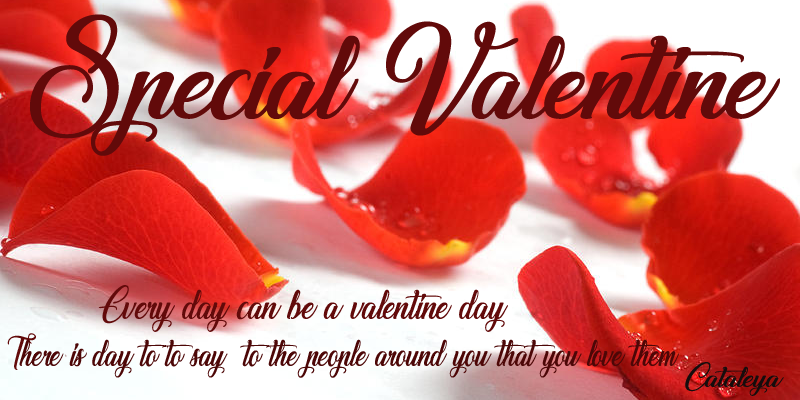 Special Valentine
Every day can be a valentine day
There is day to to say to the people around you that you love them
Cataleya